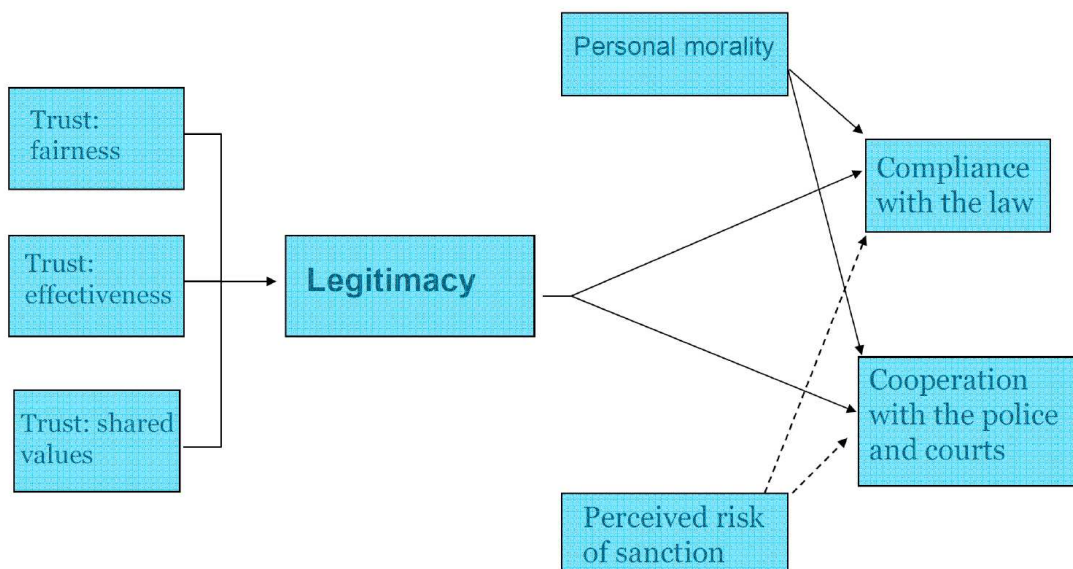 Trust:
fairness
Trust:
effectiveness
Trust: shared
values
Legitimacy
Personal morality
Compliance
with the law
Cooperation
with the police
and courts
Perceived risk
of sanction